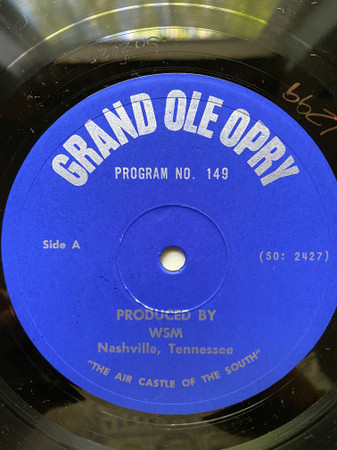 GRAND OLE OPRY
PROGRAM NO. 149
Side A
(SO: 2427)
PRODUCED BY
WSM
Nashville, Tennessee
"THE AIR CASTLE OF THE SOUTH"